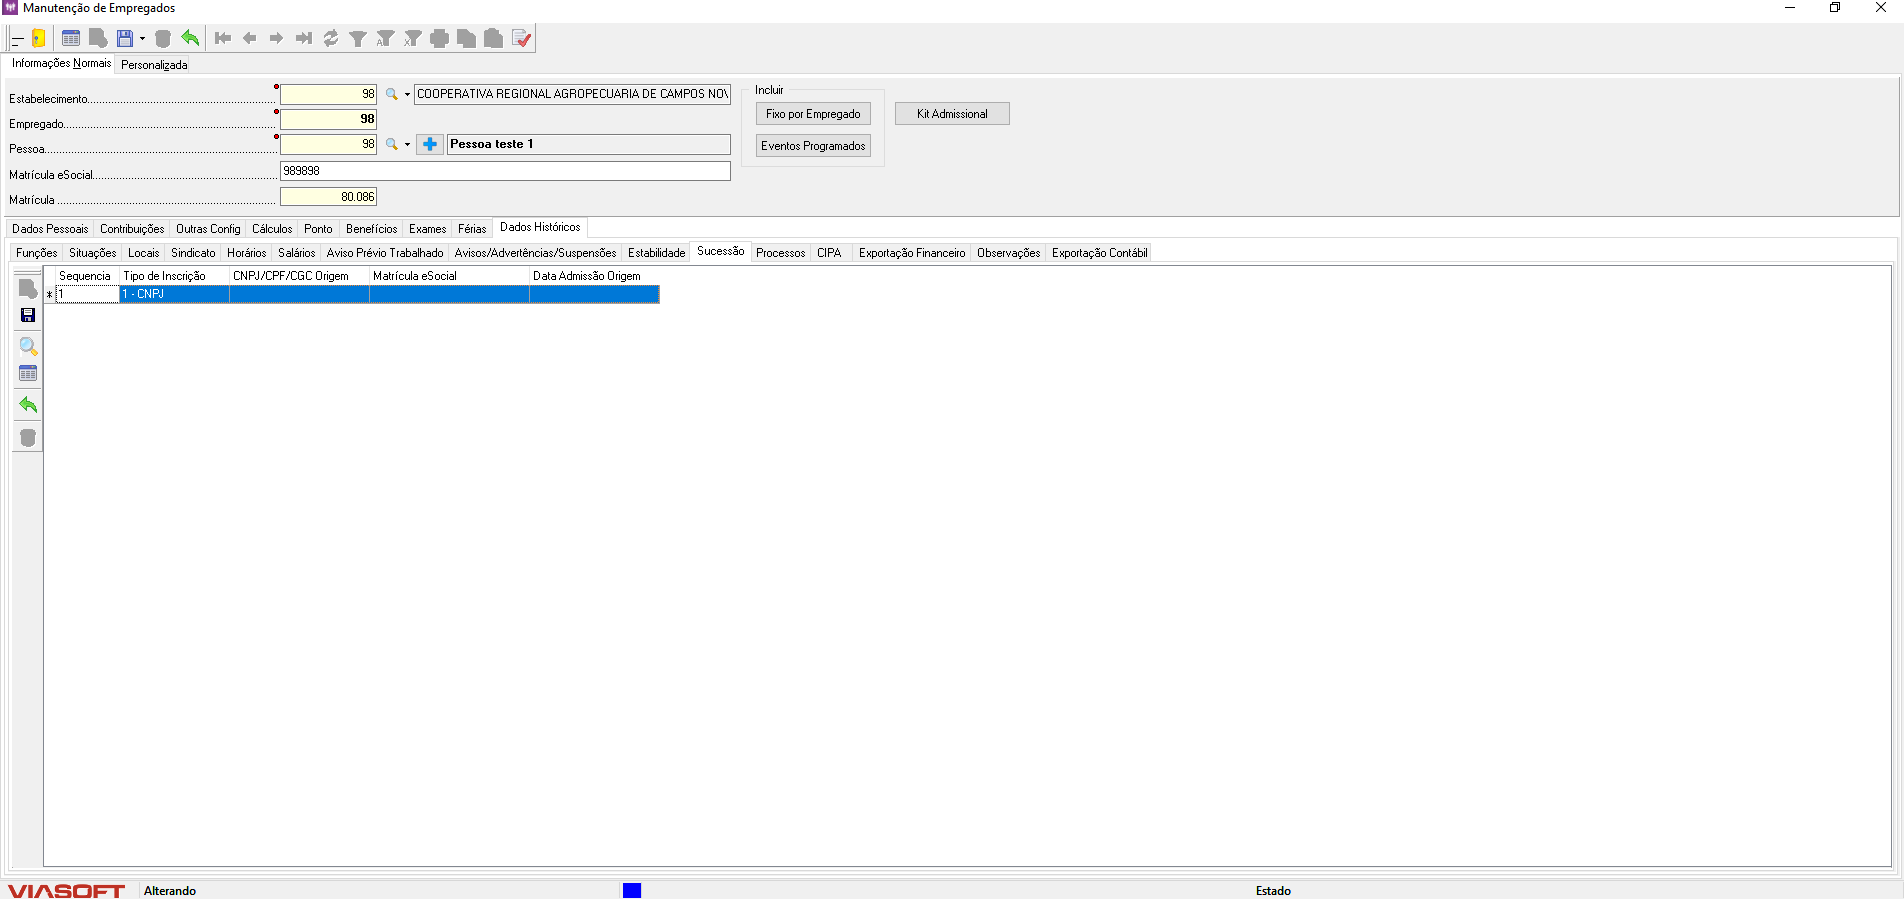 Manutenção de Empregados
Informações Normais Personalizada
Estabelecimento 98 COOPERATIVA REGIONAL AGROPECUARIA DE CAMPOS NOV
Empregado 98
Pessoa 98 Pessoa teste 1
Matrícula eSocial 989898
Matrícula 80.086
Incluir
Fixo por Empregado
Eventos Programados
Kit Admissional
Dados Pessoais Contribuições Outras Config Cálculos Ponto Benefícios Exames Férias Dados Históricos
Funções Situações Locais Sindicato Horários Salários Aviso Prévio Trabalhado Avisos/Advertências/Suspensões Estabilidade Sucessão Processos CIPA Exportação Financeiro Observações Exportação Contábil
Sequencia Tipo de Inscrição CNPJ/CPF/CGC Origem Matrícula eSocial Data Admissão Origem
* 1 1 - CNPJ
VIASOFT Alterando Estado